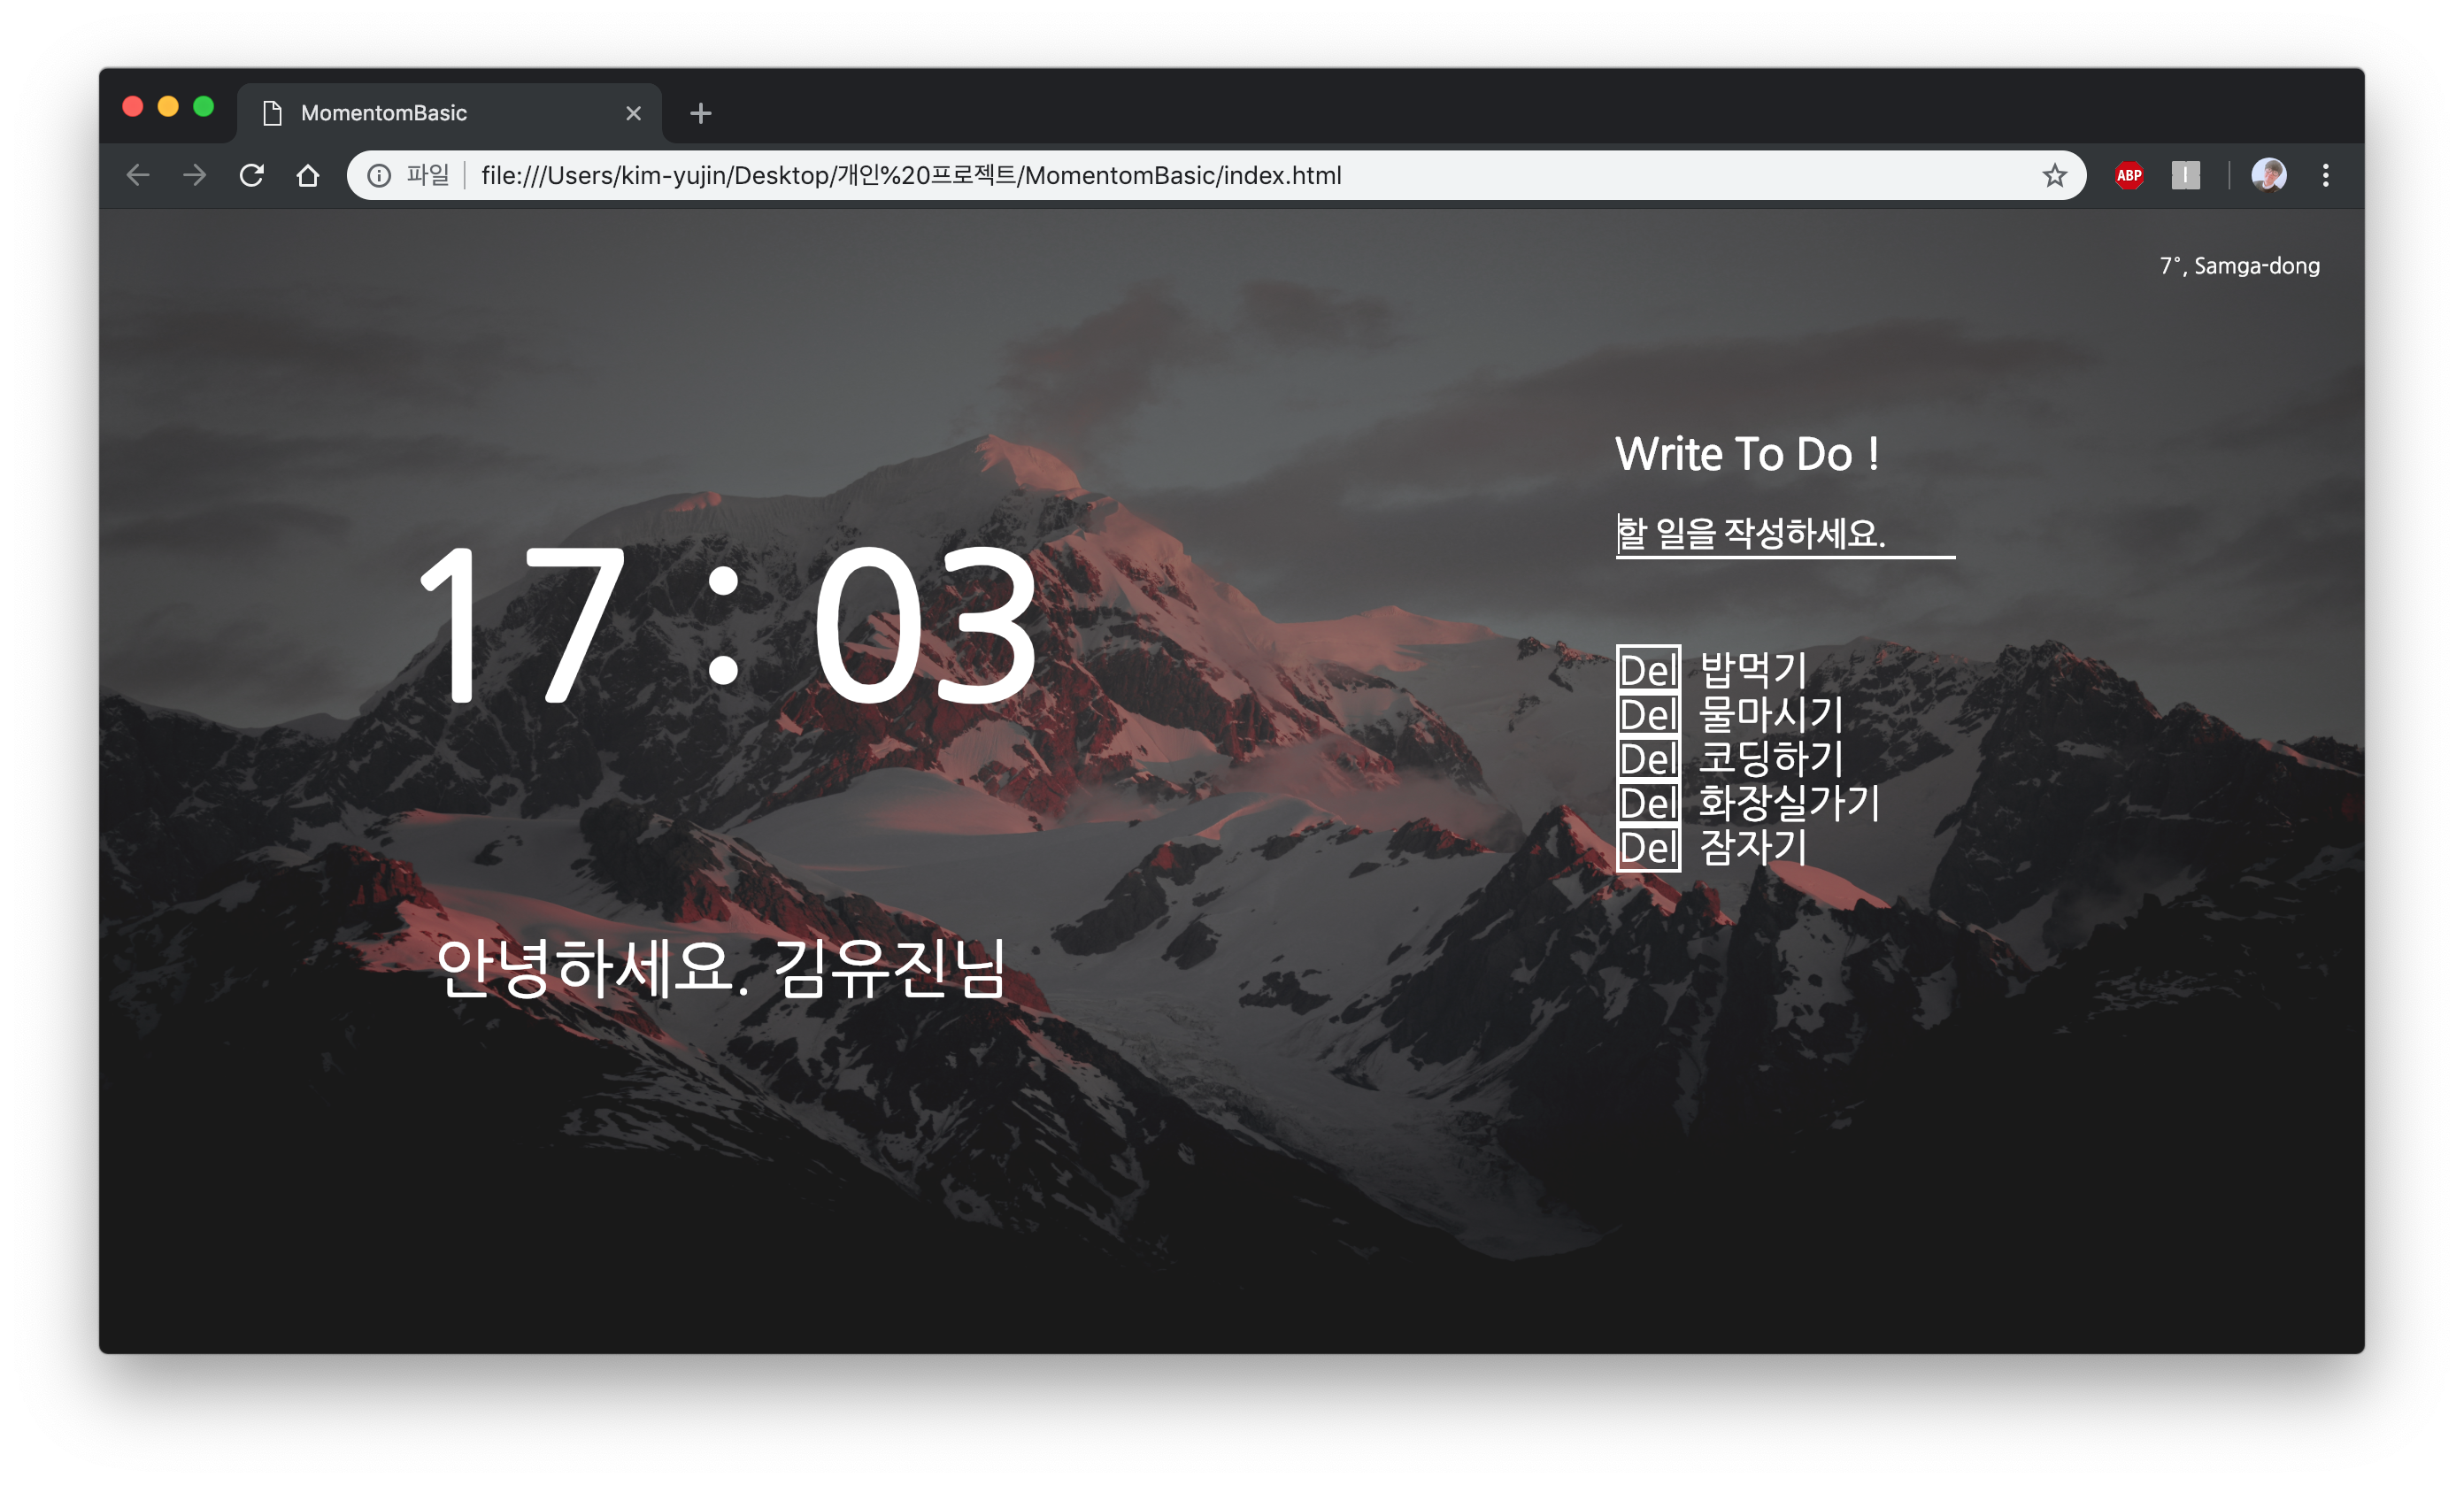 MomentomBasic
파일 file:///Users/kim-yujin/Desktop/개인%20프로젝트/MomentomBasic/index.html
ABP
7°, Samga-dong
Write To Do !
할 일을 작성하세요.
17 : 03
Del 밥먹기
Del 물마시기
Del 코딩하기
Del 화장실가기
Del 잠자기
안녕하세요. 김유진님